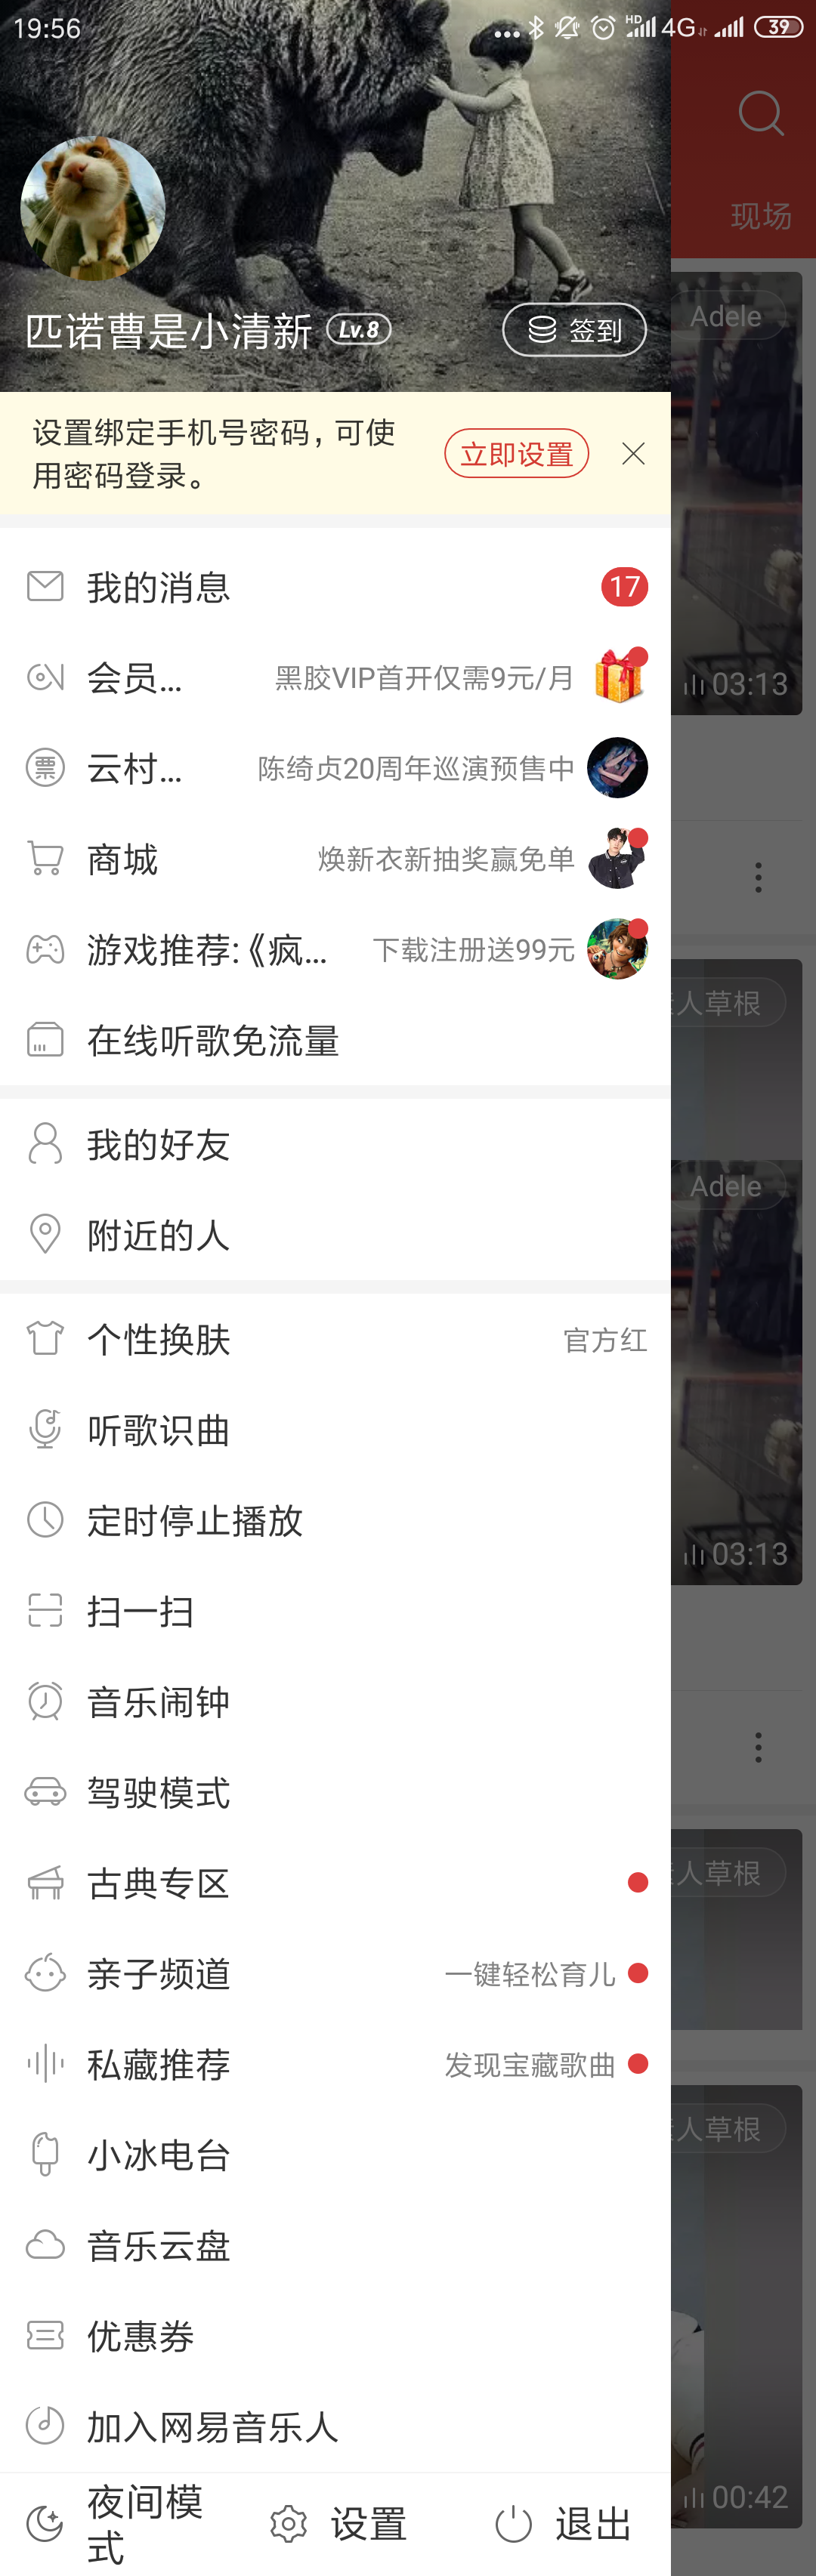 19:56
HD 4G 39
现场
匹诺曹是小清新 Lv.8
签到
Adele
设置绑定手机号密码，可使
用密码登录。
立即设置
我的消息 17
会员... 黑胶VIP首开仅需9元/月
03:13
票 云村... 陈绮贞20周年巡演预售中
商城 焕新衣新抽奖赢免单
游戏推荐:《疯... 下载注册送99元
人草根
在线听歌免流量
我的好友
Adele
附近的人
个性换肤 官方红
听歌识曲
定时停止播放
03:13
扫一扫
音乐闹钟
驾驶模式
古典专区
人草根
亲子频道 一键轻松育儿
私藏推荐 发现宝藏歌曲
人草根
小冰电台
音乐云盘
优惠券
加入网易音乐人
00:42
夜间模
式
设置
退出